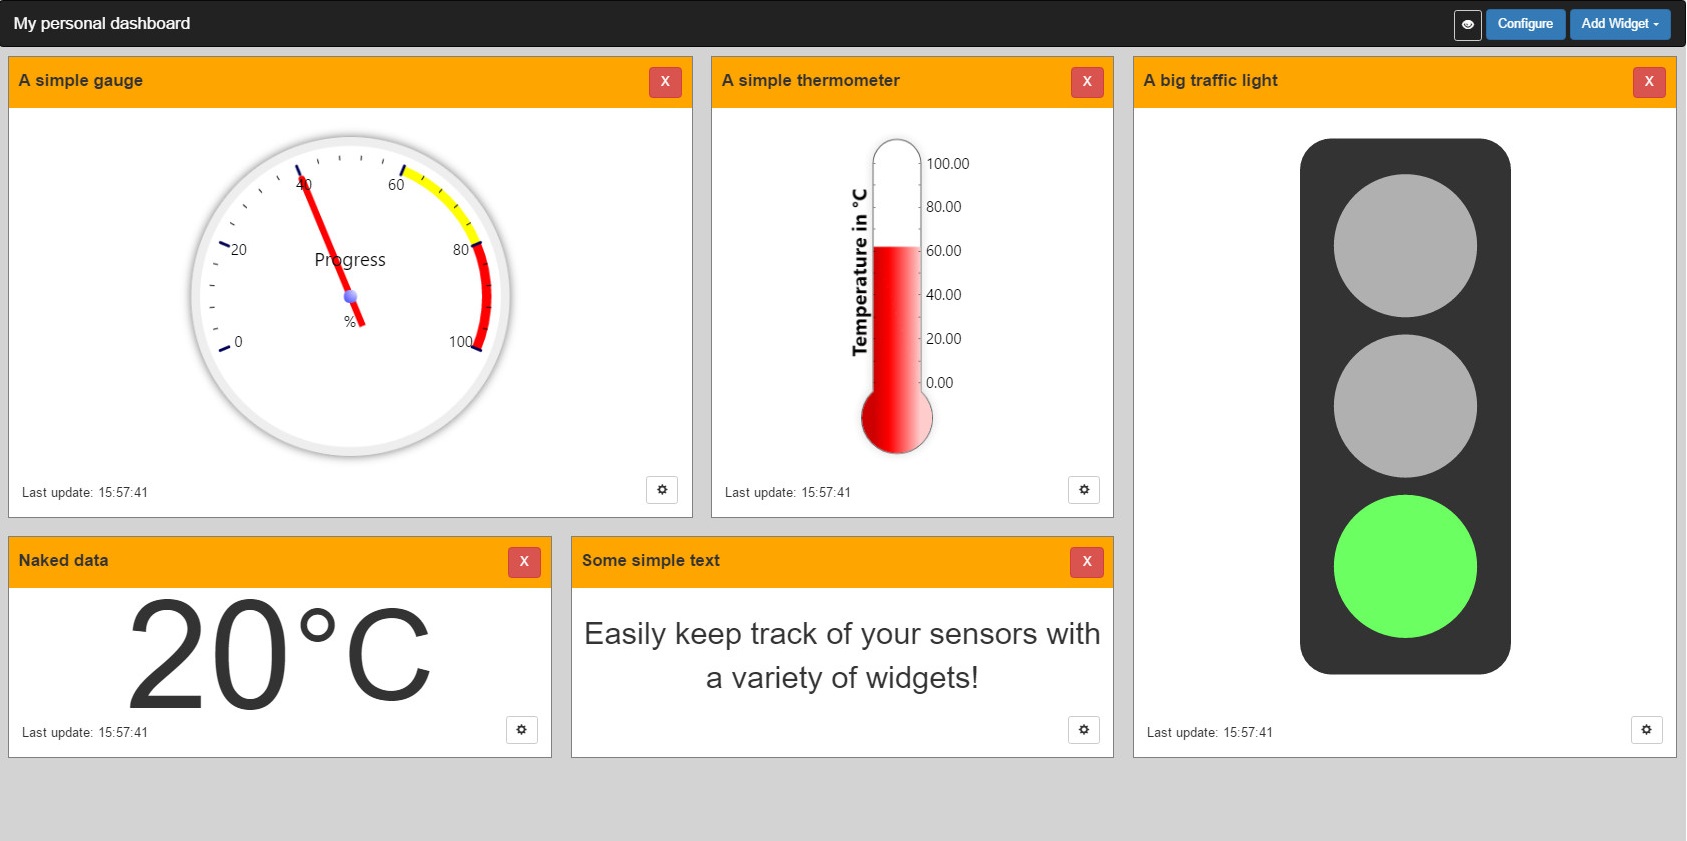 My personal dashboard
Configure
Add Widget
A simple gauge
X
A simple thermometer
X
A big traffic light
X
40
60
20
80
Progress
%
0
100
Last update: 15:57:41
Temperature in °C
100.00
80.00
60.00
40.00
20.00
0.00
Last update: 15:57:41
Naked data
X
20°C
Last update: 15:57:41
Some simple text
X
Easily keep track of your sensors with
a variety of widgets!
Last update: 15:57:41